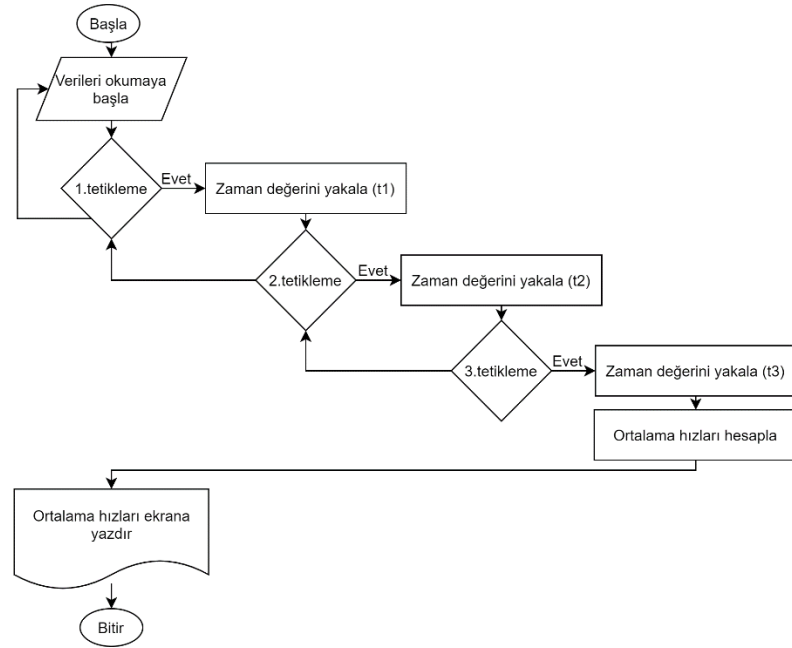 Başla
Verileri okumaya
başla
1.tetikleme
Evet
Zaman değerini yakala (t1)
2.tetikleme
Evet
Zaman değerini yakala (t2)
3.tetikleme
Evet
Zaman değerini yakala (t3)
Ortalama hızları hesapla
Ortalama hızları ekrana
yazdır
Bitir